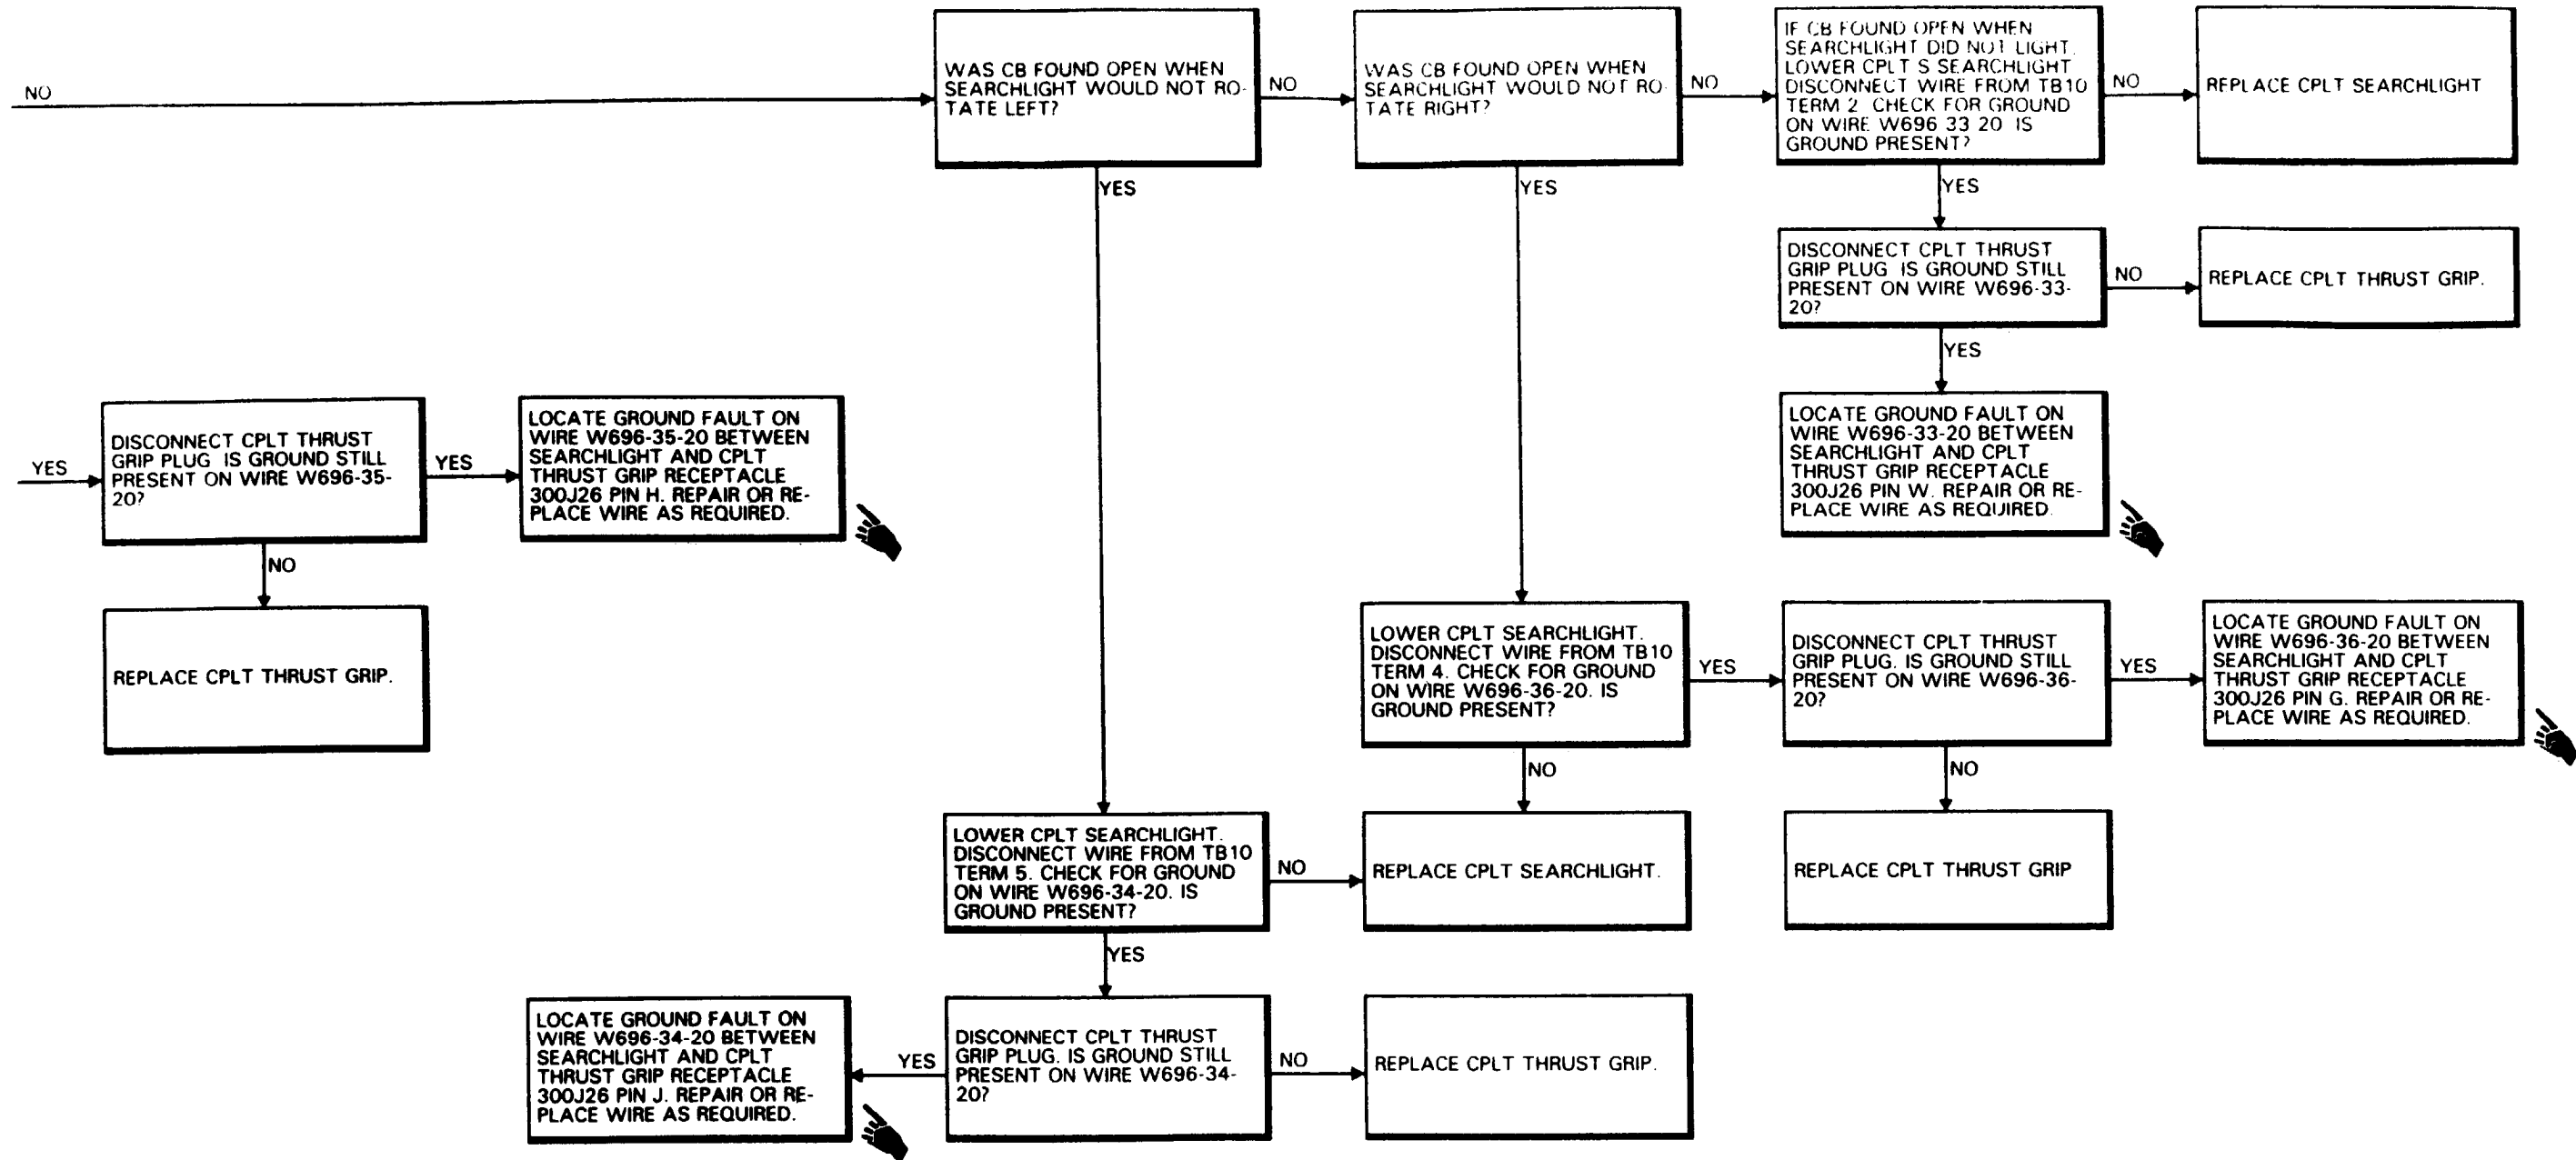 NO
WAS CB FOUND OPEN WHEN
SEARCHLIGHT WOULD NOT RO-
TATE LEFT?
NO
WAS CB FOUND OPEN WHEN
SEARCHLIGHT WOULD NOT RO-
TATE RIGHT?
NO
IF CB FOUND OPEN WHEN
SEARCHLIGHT DID NOT LIGHT.
LOWER CPLT S SEARCHLIGHT
DISCONNECT WIRE FROM TB10
TERM 2. CHECK FOR GROUND
ON WIRE W696 33 20 IS
GROUND PRESENT?
NO
REPLACE CPLT SEARCHLIGHT
YES
YES
YES
DISCONNECT CPLT THRUST
GRIP PLUG IS GROUND STILL
PRESENT ON WIRE W696-33-
20?
NO
REPLACE CPLT THRUST GRIP.
YES
YES
DISCONNECT CPLT THRUST
GRIP PLUG IS GROUND STILL
PRESENT ON WIRE W696-35-
20?
YES
LOCATE GROUND FAULT ON
WIRE W696-35-20 BETWEEN
SEARCHLIGHT AND CPLT
THRUST GRIP RECEPTACLE
300J26 PIN H. REPAIR OR RE-
PLACE WIRE AS REQUIRED.
LOCATE GROUND FAULT ON
WIRE W696-33-20 BETWEEN
SEARCHLIGHT AND CPLT
THRUST GRIP RECEPTACLE
300J26 PIN W. REPAIR OR RE-
PLACE WIRE AS REQUIRED.
NO
REPLACE CPLT THRUST GRIP.
LOWER CPLT SEARCHLIGHT.
DISCONNECT WIRE FROM TB10
TERM 4. CHECK FOR GROUND
ON WIRE W696-36-20. IS
GROUND PRESENT?
YES
DISCONNECT CPLT THRUST
GRIP PLUG. IS GROUND STILL
PRESENT ON WIRE W696-36-
20?
YES
LOCATE GROUND FAULT ON
WIRE W696-36-20 BETWEEN
SEARCHLIGHT AND CPLT
THRUST GRIP RECEPTACLE
300J26 PIN G. REPAIR OR RE-
PLACE WIRE AS REQUIRED.
NO
NO
LOWER CPLT SEARCHLIGHT.
DISCONNECT WIRE FROM TB10
TERM 5. CHECK FOR GROUND
ON WIRE W696-34-20. IS
GROUND PRESENT?
NO
REPLACE CPLT SEARCHLIGHT.
REPLACE CPLT THRUST GRIP
YES
LOCATE GROUND FAULT ON
WIRE W696-34-20 BETWEEN
SEARCHLIGHT AND CPLT
THRUST GRIP RECEPTACLE
300J26 PIN J. REPAIR OR RE-
PLACE WIRE AS REQUIRED.
YES
DISCONNECT CPLT THRUST
GRIP PLUG. IS GROUND STILL
PRESENT ON WIRE W696-34-
20?
NO
REPLACE CPLT THRUST GRIP.